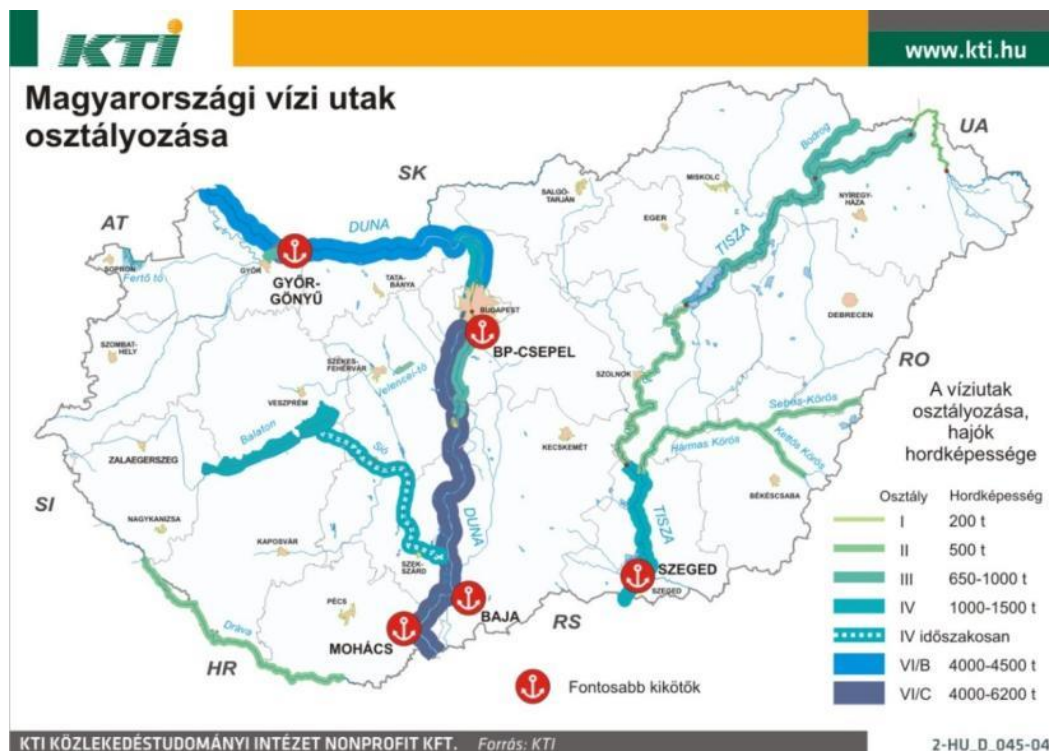 KTI
www.kti.hu
Magyarországi vízi utak
osztályozása
UA
SK
AT
Bodrog
SALGÓ-
TARJÁN
MISKOLC
NYÍREGY-
HÁZA
EGER
DUNA
TISZA
SOPRON
Fertő tó
GYŐR
GYŐR-
GÖNYŰ
TATA-
BÁNYA
BUDAPEST
BP-CSEPEL
DEBRECEN
SZOMBAT-
HELY
SZÉKES-
FEHÉRVÁR
Velencei-tó
VESZPRÉM
SZOLNOK
RO
Balaton
Sió
Sebes-Körös
Hármas Körös
Kettős Körös
KECSKEMÉT
ZALAEGERSZEG
BÉKÉSCSABA
SI
NAGYKANIZSA
KAPOSVÁR
DUNA
TISZA
SZEK-
SZÁRD
SZEGED
SZEGED
PÉCS
BAJA
MOHÁCS
RS
Dráva
HR
Fontosabb kikötők
A víziutak
osztályozása,
hajók
hordképessége
Osztály Hordképesség
I 200 t
II 500 t
III 650-1000 t
IV 1000-1500 t
IV időszakosan
VI/B 4000-4500 t
VI/C 4000-6200 t
KTI KÖZLEKEDÉSTUDOMÁNYI INTÉZET NONPROFIT KFT. Forrás: KTI
2-HU_D_045-04